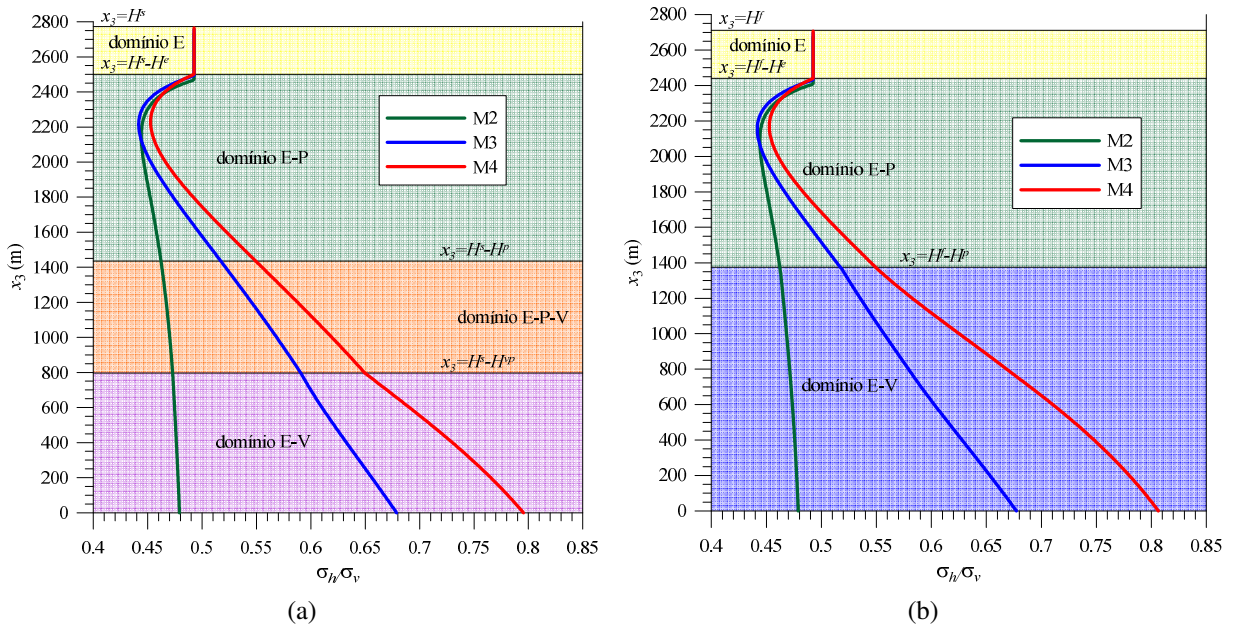 x₃=Hˢ
domínio E
x₃=Hˢ-Hᵉ
M2
M3
M4
domínio E-P
x₃=Hˢ-Hᵖ
domínio E-P-V
x₃=Hˢ-Hᵛᵖ
domínio E-V
2800
2600
2400
2200
2000
1800
1600
1400
1200
1000
800
600
400
200
0
x₃ (m)
0.4 0.45 0.5 0.55 0.6 0.65 0.7 0.75 0.8 0.85
σₕ/σᵥ
(a)
x₃=Hᶠ
domínio E
x₃=Hᶠ-Hᵉ
M2
M3
M4
domínio E-P
x₃=Hᶠ-Hᵖ
domínio E-V
2800
2600
2400
2200
2000
1800
1600
1400
1200
1000
800
600
400
200
0
x₃ (m)
0.4 0.45 0.5 0.55 0.6 0.65 0.7 0.75 0.8 0.85
σₕ/σᵥ
(b)